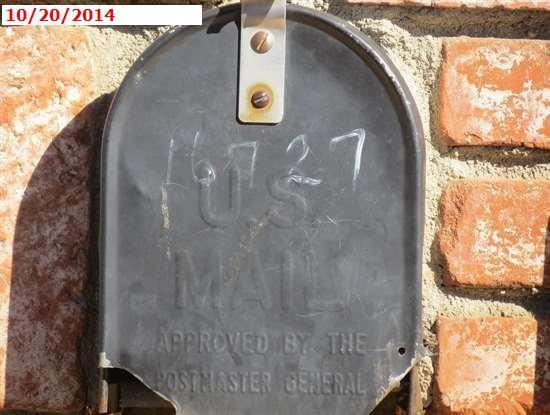 10/20/2014
16727
U.S.
MAIL
APPROVED BY THE
POSTMASTER GENERAL